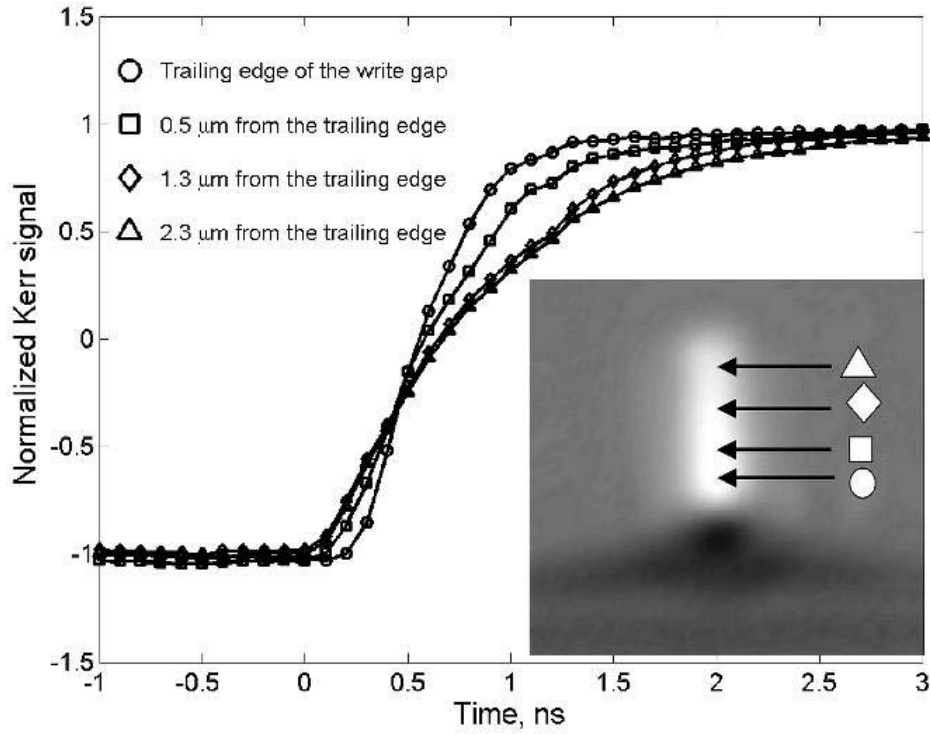 1.5
1
0.5
0
-0.5
-1
-1.5
Normalized Kerr signal
Trailing edge of the write gap
0.5 μm from the trailing edge
1.3 μm from the trailing edge
2.3 μm from the trailing edge
-1 -0.5 0 0.5 1 1.5 2 2.5 3
Time, ns